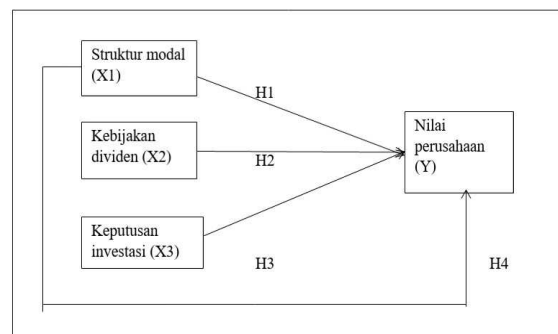 Struktur modal
(X1)
H1
Kebijakan
dividen (X2)
H2
Nilai
perusahaan
(Y)
Keputusan
investasi (X3)
H3
H4